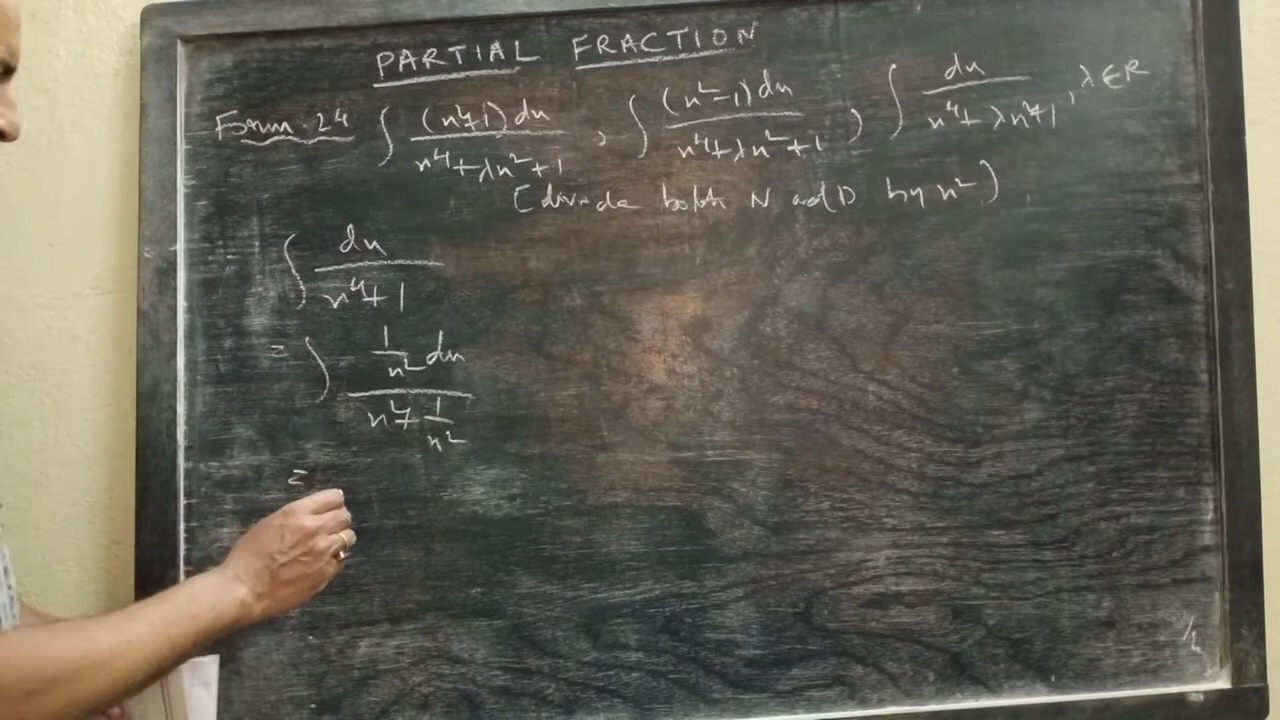 PARTIAL FRACTION
Form. 24 ∫ (x²+1)dx / x⁴+λx²+1 , ∫ (x²-1)dx / x⁴+λx²+1 , ∫ dx / x⁴+λx²+1 , λ∈R
(divide both N and D by x²)
∫ dx / x⁴+1
= ∫ 1/x² dx / x²+1/x²
=